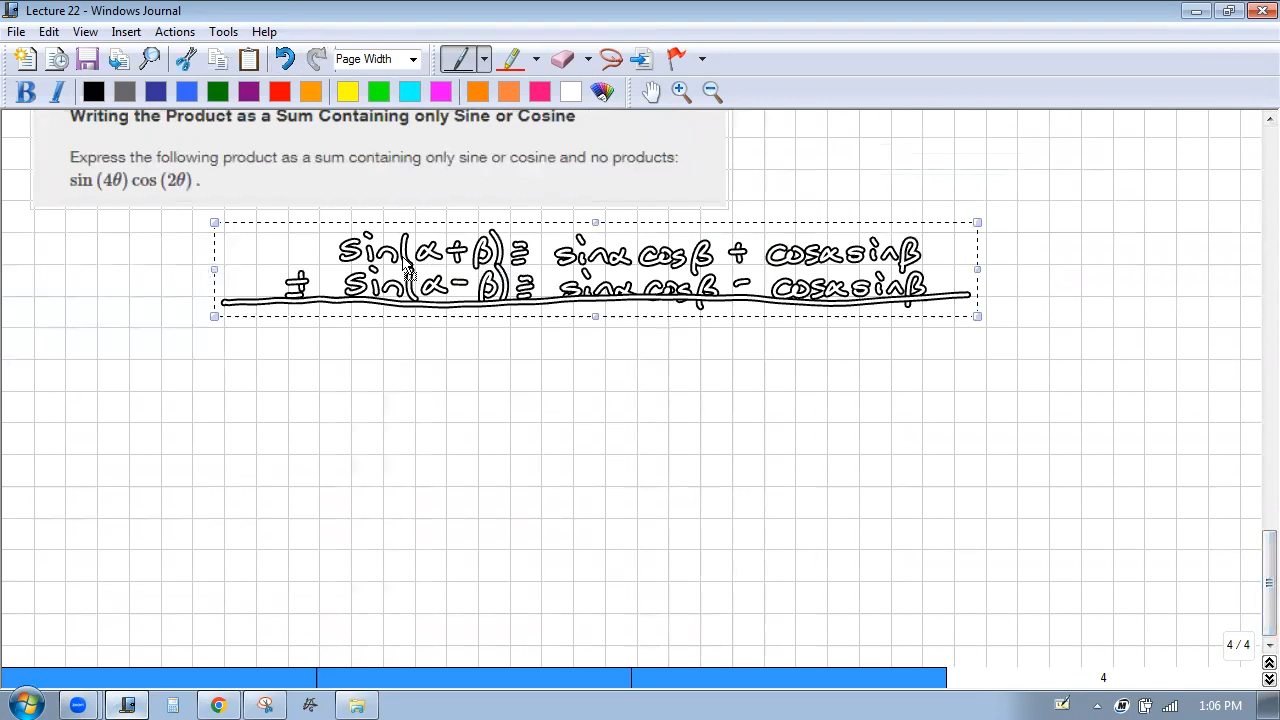 Lecture 22 - Windows Journal
File Edit View Insert Actions Tools Help
Page Width
B I
Writing the Product as a Sum Containing only Sine or Cosine
Express the following product as a sum containing only sine or cosine and no products:
sin (4θ) cos (2θ) .
sin(α+β) ≡ sinα cosβ + cosα sinβ
± sin(α-β) ≡ sinα cosβ - cosα sinβ
4 / 4
4
1:06 PM